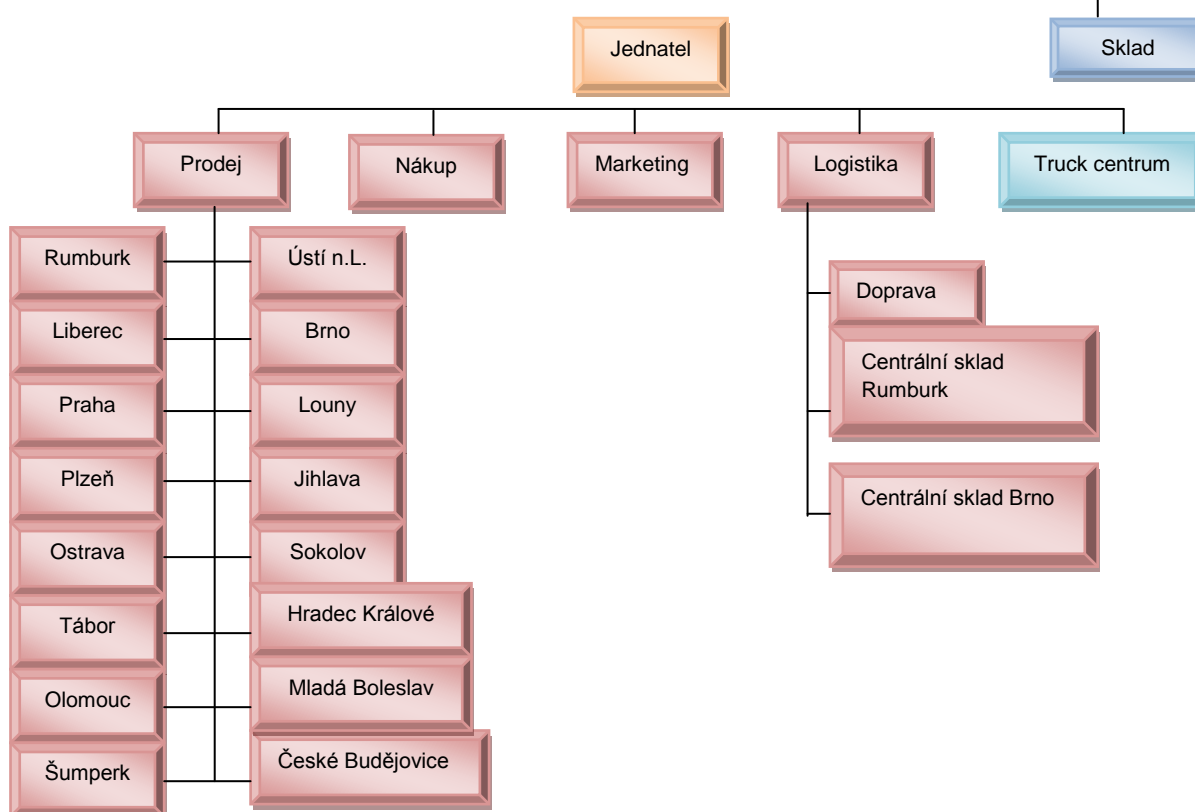 Jednatel
Sklad
Prodej
Nákup
Marketing
Logistika
Truck centrum
Rumburk
Ústí n.L.
Liberec
Brno
Praha
Louny
Plzeň
Jihlava
Ostrava
Sokolov
Tábor
Hradec Králové
Olomouc
Mladá Boleslav
Šumperk
České Budějovice
Doprava
Centrální sklad
Rumburk
Centrální sklad Brno